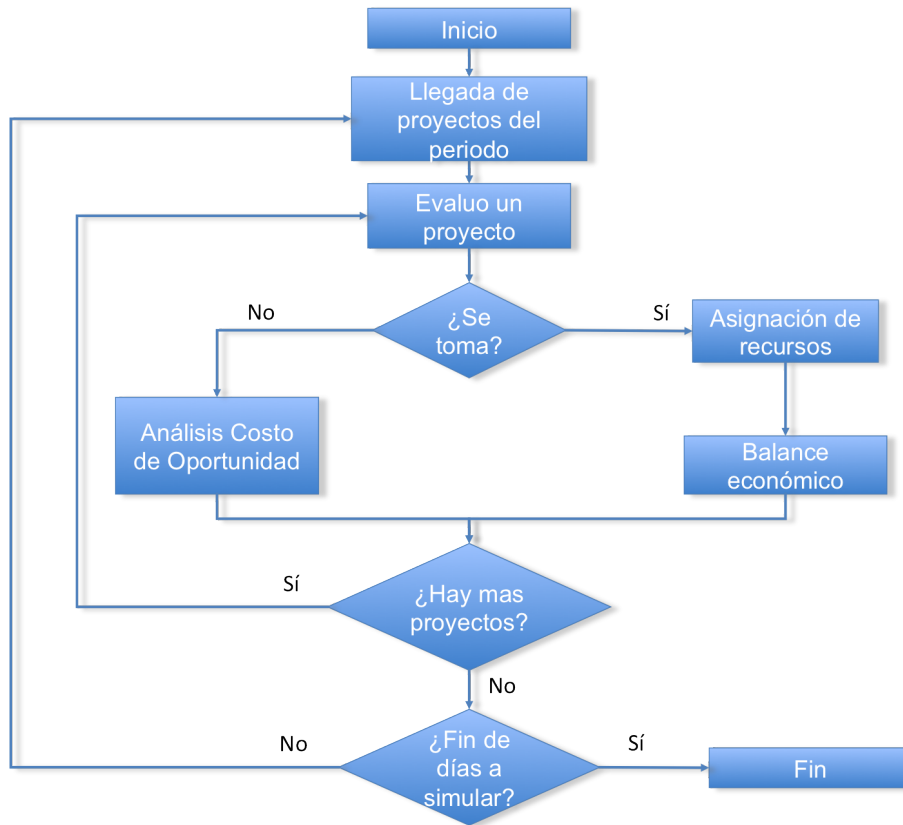 Inicio
Llegada de
proyectos del
periodo
Evaluo un
proyecto
¿Se
toma?
No
Sí
Asignación de
recursos
Análisis Costo
de Oportunidad
Balance
económico
¿Hay mas
proyectos?
Sí
No
¿Fin de
días a
simular?
No
Sí
Fin